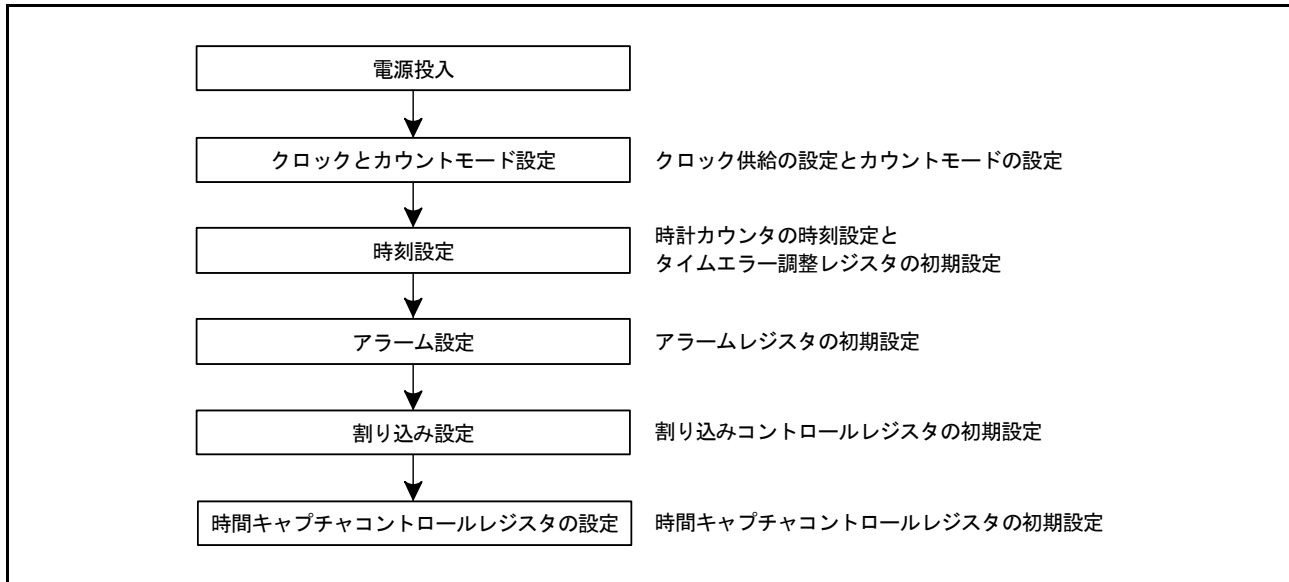 電源投入
クロックとカウントモード設定
クロック供給の設定とカウントモードの設定
時刻設定
時計カウンタの時刻設定と
タイムエラー調整レジスタの初期設定
アラーム設定
アラームレジスタの初期設定
割り込み設定
割り込みコントロールレジスタの初期設定
時間キャプチャコントロールレジスタの設定
時間キャプチャコントロールレジスタの初期設定